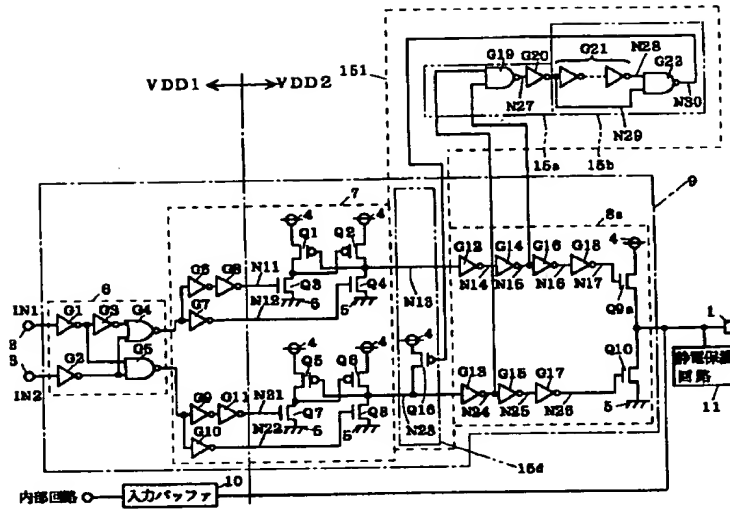 G19 G20 G21 N28 G22
151
VDD1 VDD2
N27 N30
N29
15a 15b
9
7
8a
4 4
Q1 Q2
G12 G14 G16 G18 4
6
G6 G8 N11
N14 N15 N16 N17
IN1 G1 G3 G4 Q3 Q4
N12 5
G7 N13 Q9a
2
3
4 4 4
G5 1
IN2 G2 Q5 Q6 Q10
G13 G15 G17
G9 G11 N21 Q7 Q8 Q16 N24 N25 N26 5
静電保護
回路
N22 5 N23
G10 11
15d
10
内部回路 入力バッファ